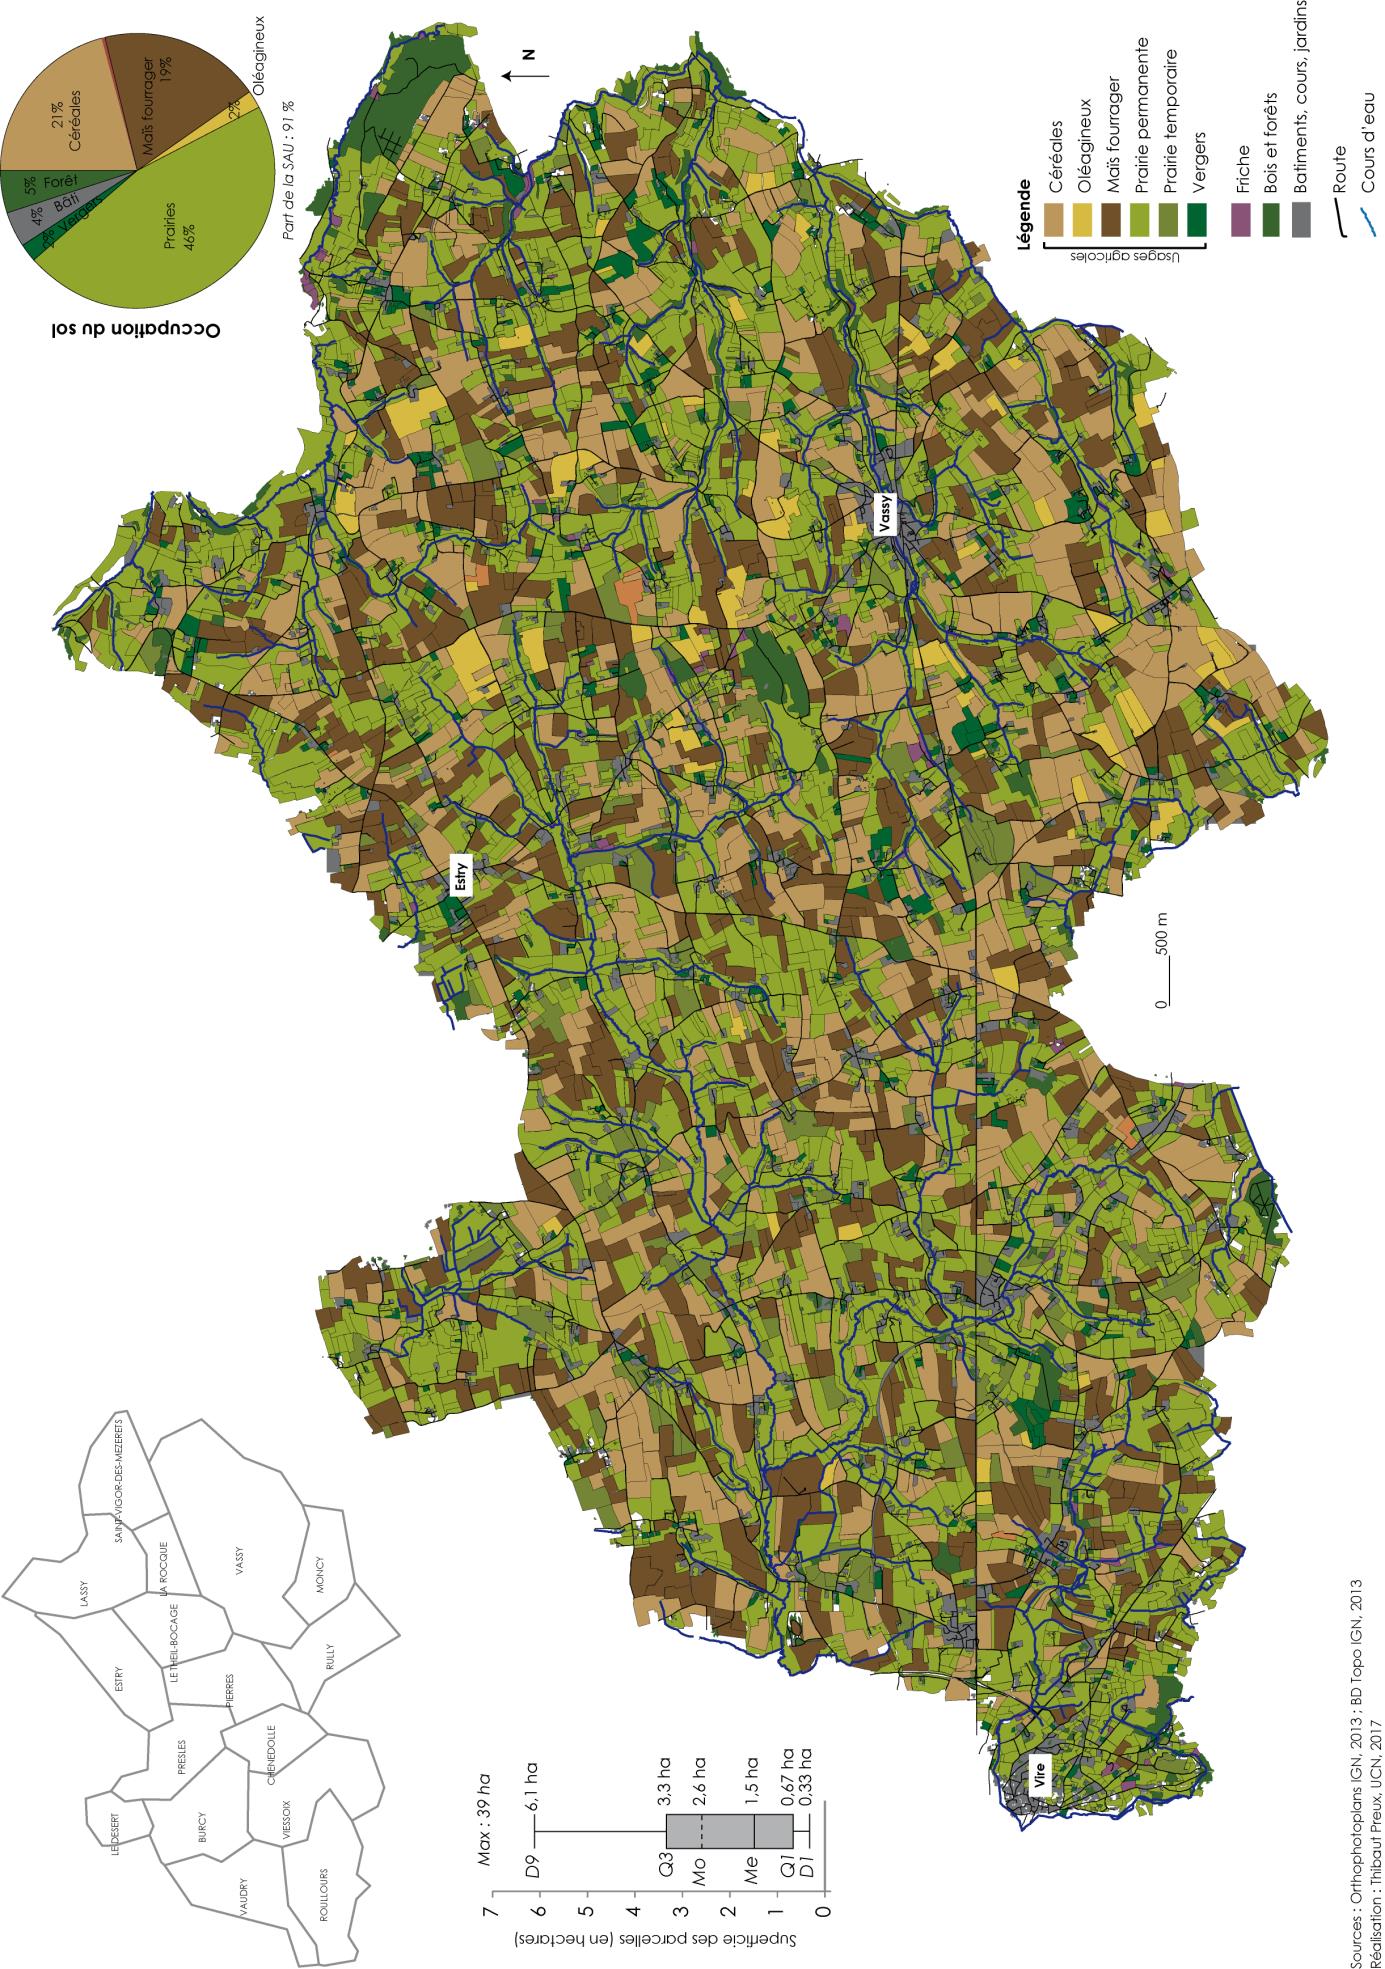 LE DESERT
LASSY
SAINT-VIGOR-DES-MEZERETS
ESTRY
LA ROCQUE
LE THEIL-BOCAGE
PRESLES
BURCY
PIERRES
VASSY
VAUDRY
CHENEDOLLE
VIESSOIX
MONCY
RULLY
ROULLOURS
Occupation du sol
21%
Céréales
Maïs fourrager
19%
2%
Oléagineux
Prairies
46%
Vergers
4%
Bâti
5%
Forêt
Part de la SAU : 91 %
N
Estry
Vassy
Vire
Superficie des parcelles (en hectares)
7
6
5
4
3
2
1
0
Max : 39 ha
D9
6,1 ha
Q3
3,3 ha
Mo
2,6 ha
Me
1,5 ha
Q1
0,67 ha
D1
0,33 ha
0
500 m
Légende
Usages agricoles
Céréales
Oléagineux
Maïs fourrager
Prairie permanente
Prairie temporaire
Vergers
Friche
Bois et forêts
Batiments, cours, jardins
Route
Cours d'eau
Sources : Orthophotoplans IGN, 2013 ; BD Topo IGN, 2013
Réalisation : Thibaut Preux, UCN, 2017